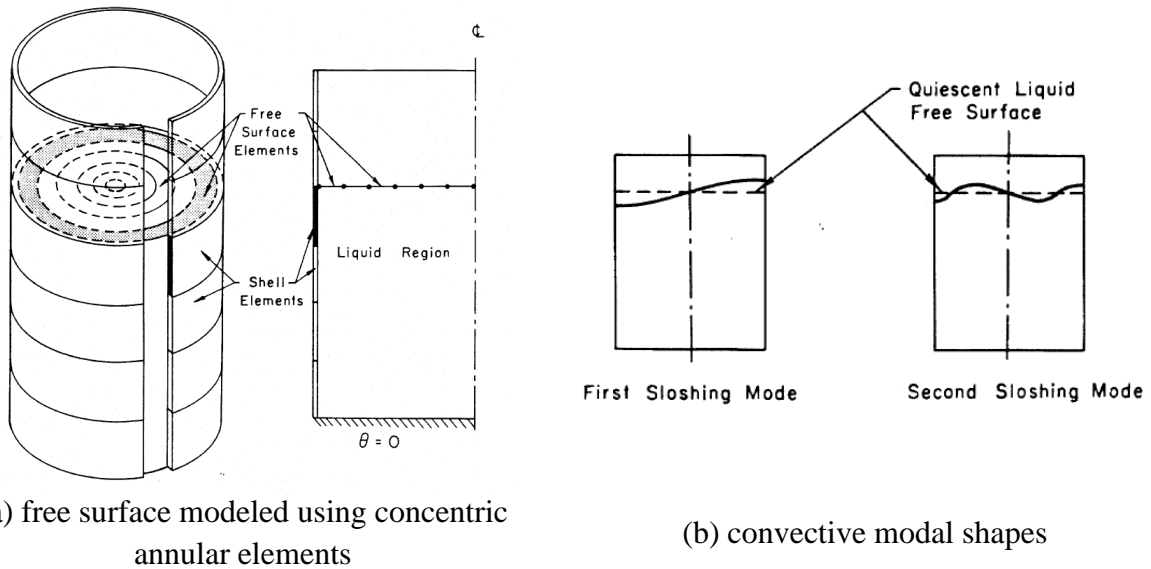 ℄
Free
Surface
Elements
Liquid Region
Shell
Elements
θ = 0
) free surface modeled using concentric
annular elements
Quiescent Liquid
Free Surface
First Sloshing Mode
Second Sloshing Mode
(b) convective modal shapes